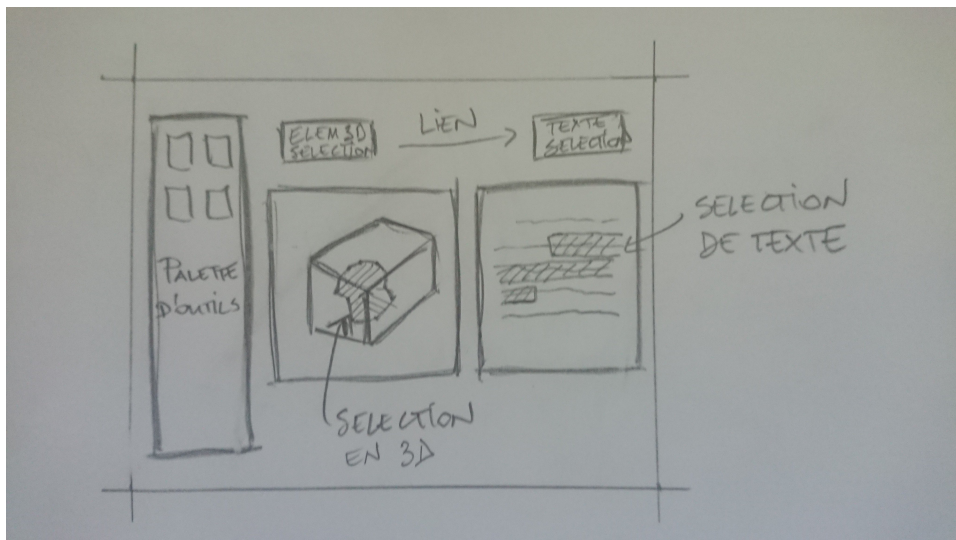 ELEM 3D
SELECTION
LIEN
TEXTE
SELECTION
PALETTE
D'OUTILS
SELECTION
DE TEXTE
SELECTION
EN 3D